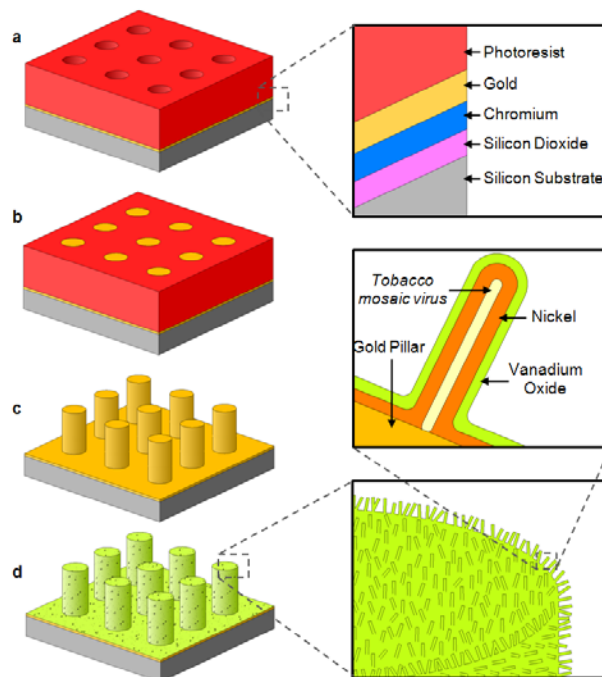 a
Photoresist
Gold
Chromium
Silicon Dioxide
Silicon Substrate
b
Tobacco
mosaic virus
Nickel
Gold Pillar
Vanadium
Oxide
c
d